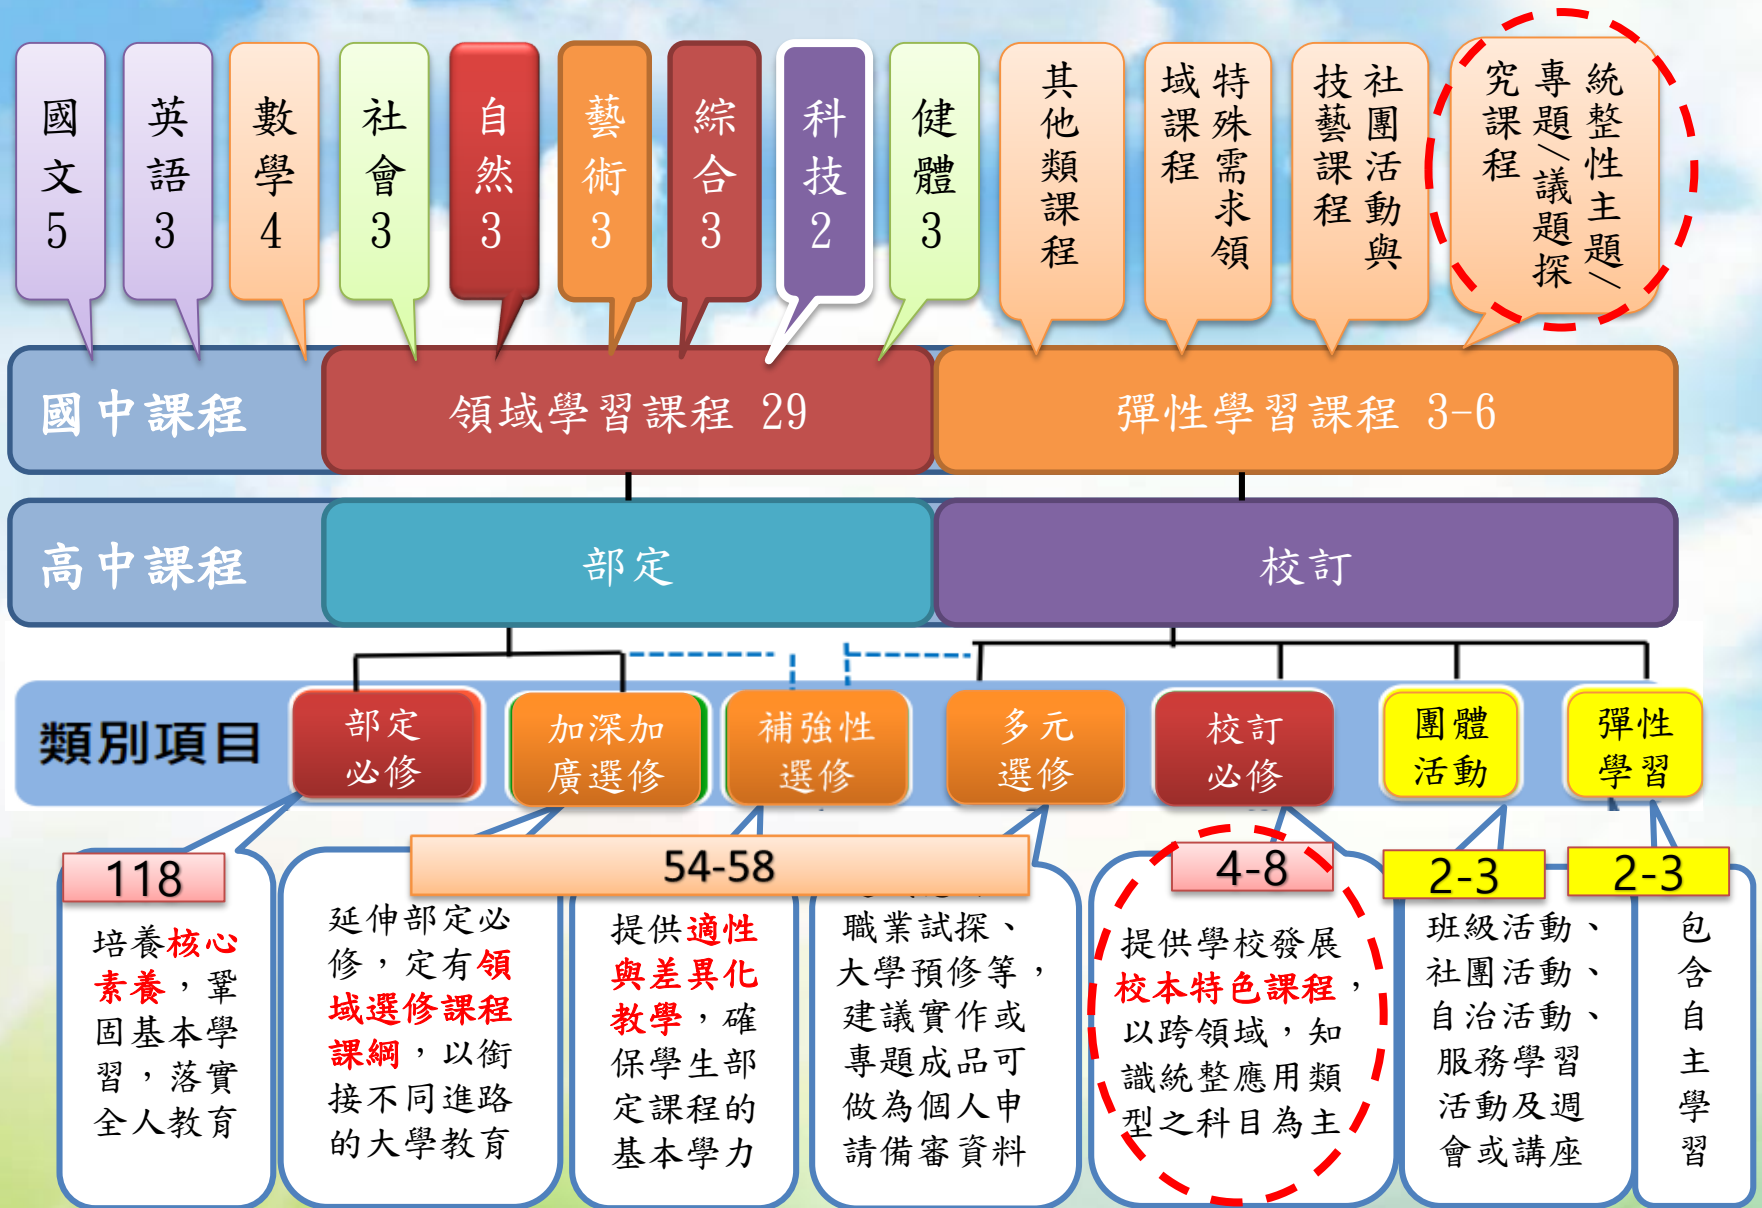 國文5
英語3
數學4
社會3
自然3
藝術3
綜合3
科技2
健體3
其他類課程
特殊需求領
域課程
社團活動與
技藝課程
統整性主題/
專題/議題探
究課程
國中課程
領域學習課程 29
彈性學習課程 3-6
高中課程
部定
校訂
類別項目
部定
必修
加深加
廣選修
補強性
選修
多元
選修
校訂
必修
團體
活動
彈性
學習
118
54-58
4-8
2-3
2-3
培養核心
素養，鞏
固基本學
習，落實
全人教育
延伸部定必
修，定有領
域選修課程
課綱，以銜
接不同進路
的大學教育
提供適性
與差異化
教學，確
保學生部
定課程的
基本學力
職業試探、
大學預修等，
建議實作或
專題成品可
做為個人申
請備審資料
提供學校發展
校本特色課程，
以跨領域，知
識統整應用類
型之科目為主
班級活動、
社團活動、
自治活動、
服務學習
活動及週
會或講座
包含自主學習